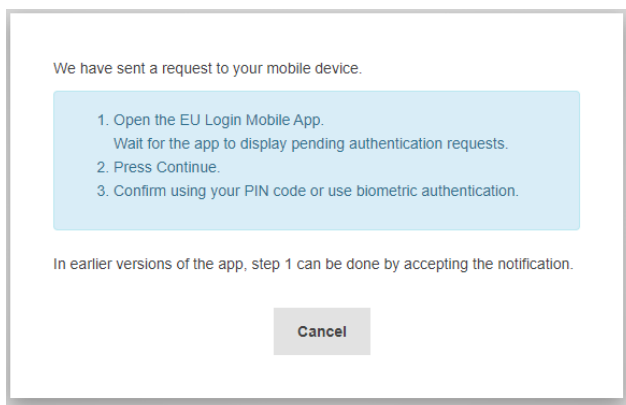 We have sent a request to your mobile device.
1. Open the EU Login Mobile App.
Wait for the app to display pending authentication requests.
2. Press Continue.
3. Confirm using your PIN code or use biometric authentication.
In earlier versions of the app, step 1 can be done by accepting the notification.
Cancel